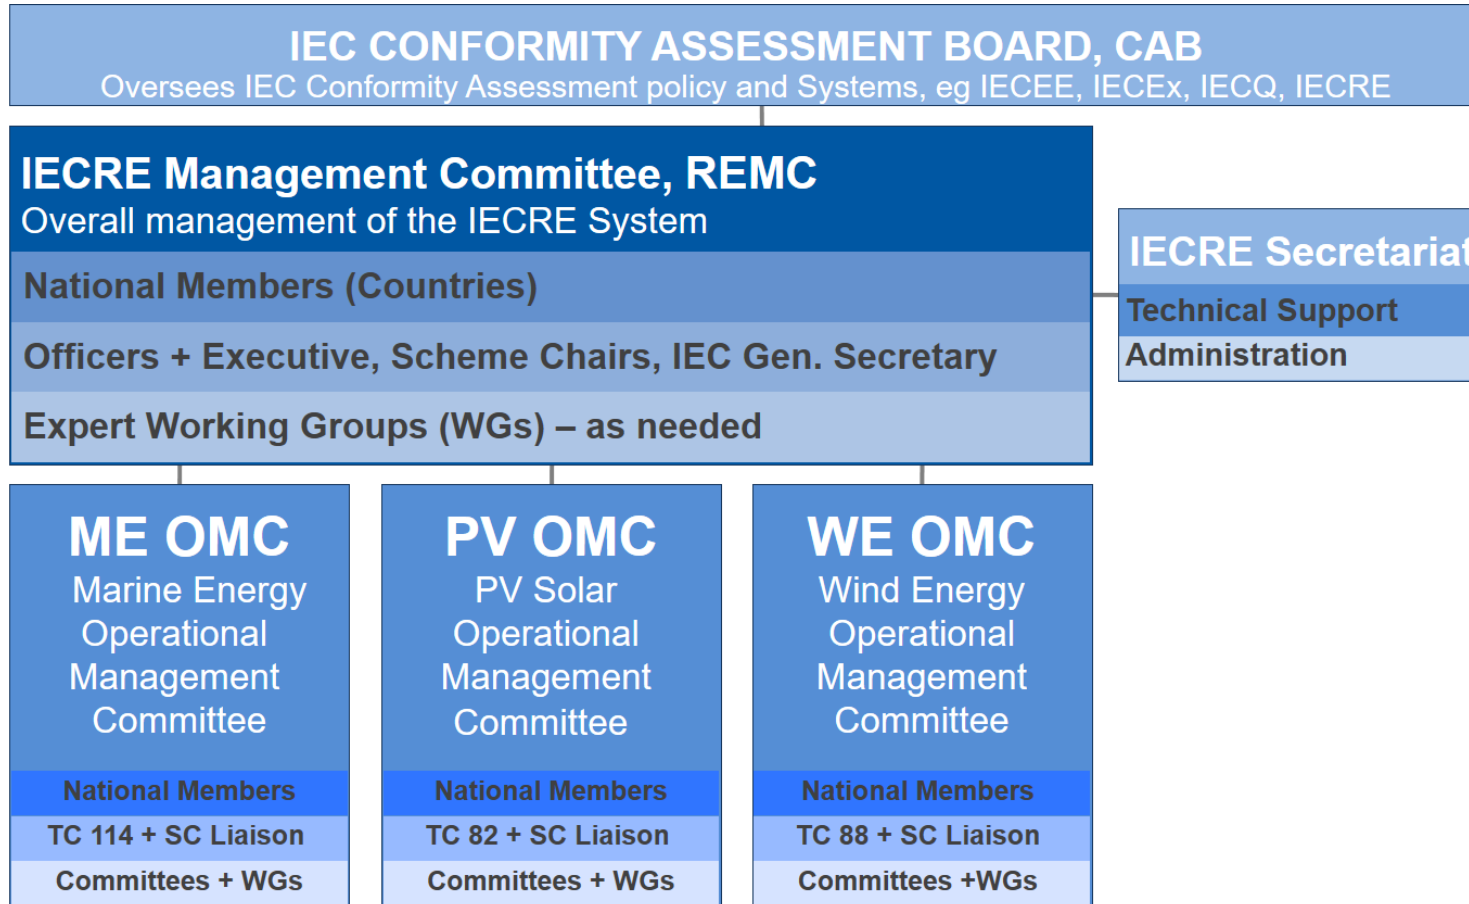 IEC CONFORMITY ASSESSMENT BOARD, CAB
Oversees IEC Conformity Assessment policy and Systems, eg IECEE, IECEx, IECQ, IECRE
IECRE Management Committee, REMC
Overall management of the IECRE System
National Members (Countries)
Officers + Executive, Scheme Chairs, IEC Gen. Secretary
Expert Working Groups (WGs) – as needed
IECRE Secretariat
Technical Support
Administration
ME OMC
Marine Energy
Operational
Management
Committee
National Members
TC 114 + SC Liaison
Committees + WGs
PV OMC
PV Solar
Operational
Management
Committee
National Members
TC 82 + SC Liaison
Committees + WGs
WE OMC
Wind Energy
Operational
Management
Committee
National Members
TC 88 + SC Liaison
Committees +WGs